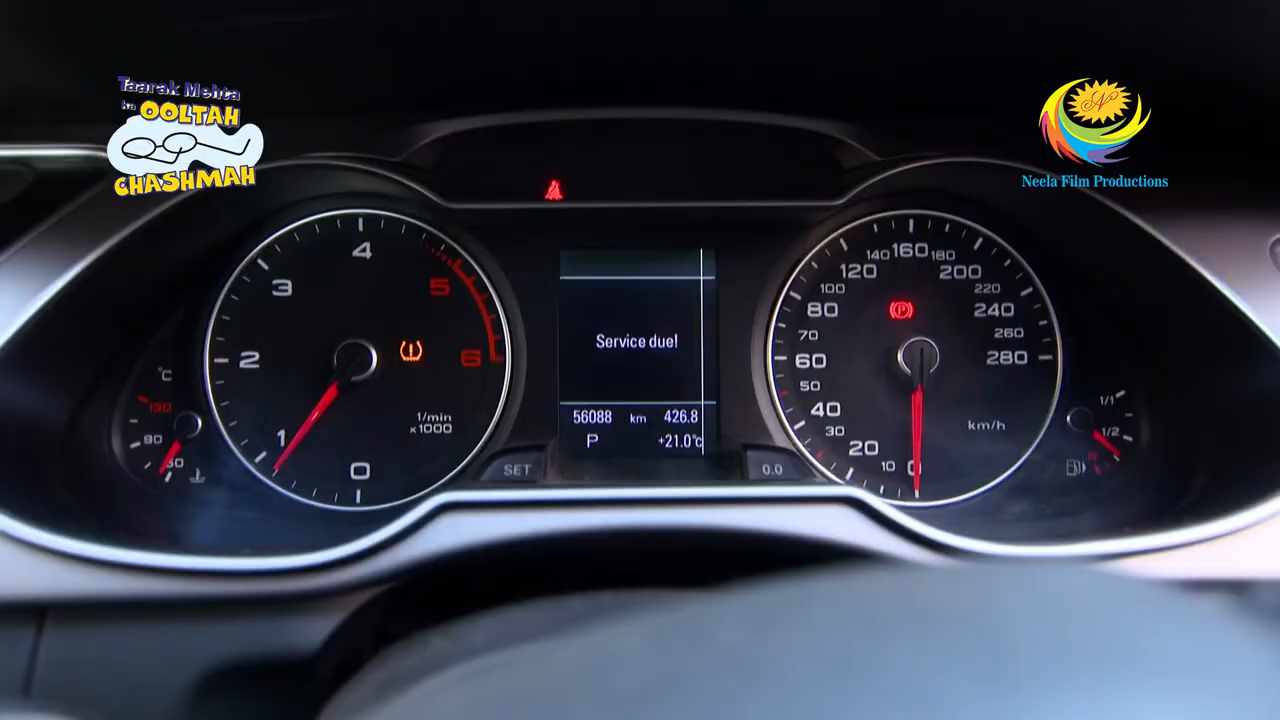 Taarak Mehta
ka OOLTAH
CHASHMAH
Neela Film Productions
0
1
2
3
4
5
6
1/min
x1000
°C
130
90
50
Service due!
56088 km 426.8
P +21.0°C
SET
0.0
0
10
20
30
40
50
60
70
80
100
120
140
160
180
200
220
240
260
280
P
km/h
1/1
1/2